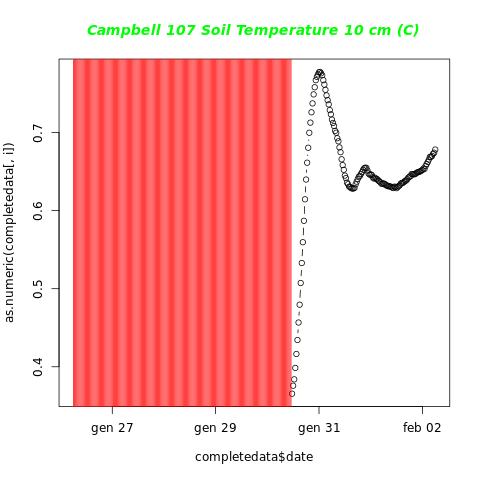 Campbell 107 Soil Temperature 10 cm (C)
as.numeric(completedata[, i])
0.7
0.6
0.5
0.4
gen 27
gen 29
gen 31
feb 02
completedata$date